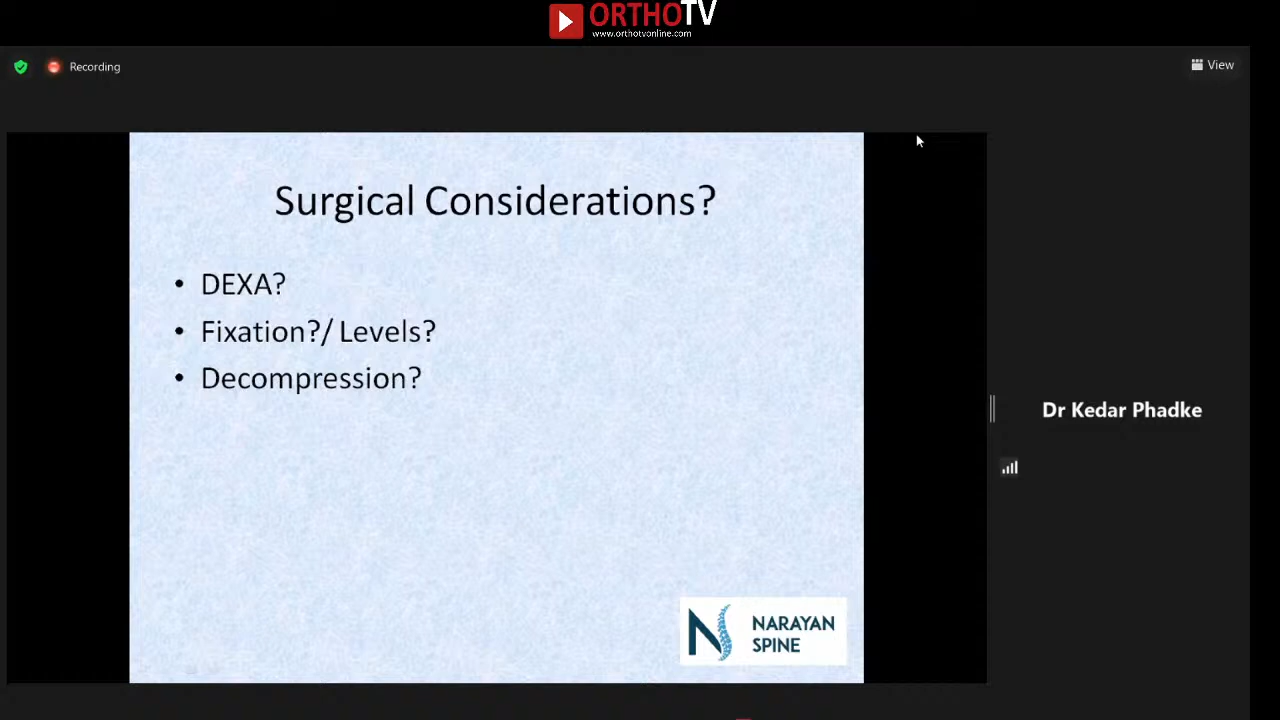 ORTHOTV
www.orthotvonline.com
Recording
View
Surgical Considerations?
• DEXA?
• Fixation?/ Levels?
• Decompression?
Dr Kedar Phadke
N
NARAYAN
SPINE